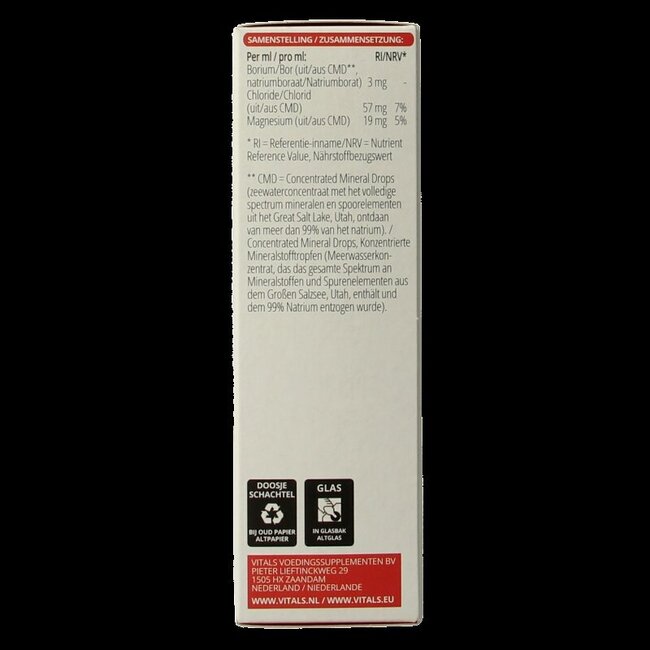 SAMENSTELLING / ZUSAMMENSETZUNG:
Per ml / pro ml: RI/NRV*
Borium/Bor (uit/aus CMD**,
natriumboraat/Natriumborat) 3 mg -
Chloride/Chlorid
(uit/aus CMD) 57 mg 7%
Magnesium (uit/aus CMD) 19 mg 5%
* RI = Referentie-inname/NRV = Nutrient
Reference Value, Nährstoffbezugswert
** CMD = Concentrated Mineral Drops
(zeewaterconcentraat met het volledige
spectrum mineralen en spoorelementen
uit het Great Salt Lake, Utah, ontdaan
van meer dan 99% van het natrium). /
Concentrated Mineral Drops, Konzentrierte
Mineralstofftropfen (Meerwasserkon-
zentrat, das das gesamte Spektrum an
Mineralstoffen und Spurenelementen aus
dem Großen Salzsee, Utah, enthält und
dem 99% Natrium entzogen wurde).
DOOSJE
SCHACHTEL
BIJ OUD PAPIER
ALTPAPIER
GLAS
IN GLASBAK
ALTGLAS
VITALS VOEDINGSSUPPLEMENTEN BV
PIETER LIEFTINCKWEG 29
1505 HX ZAANDAM
NEDERLAND / NIEDERLANDE
WWW.VITALS.NL / WWW.VITALS.EU